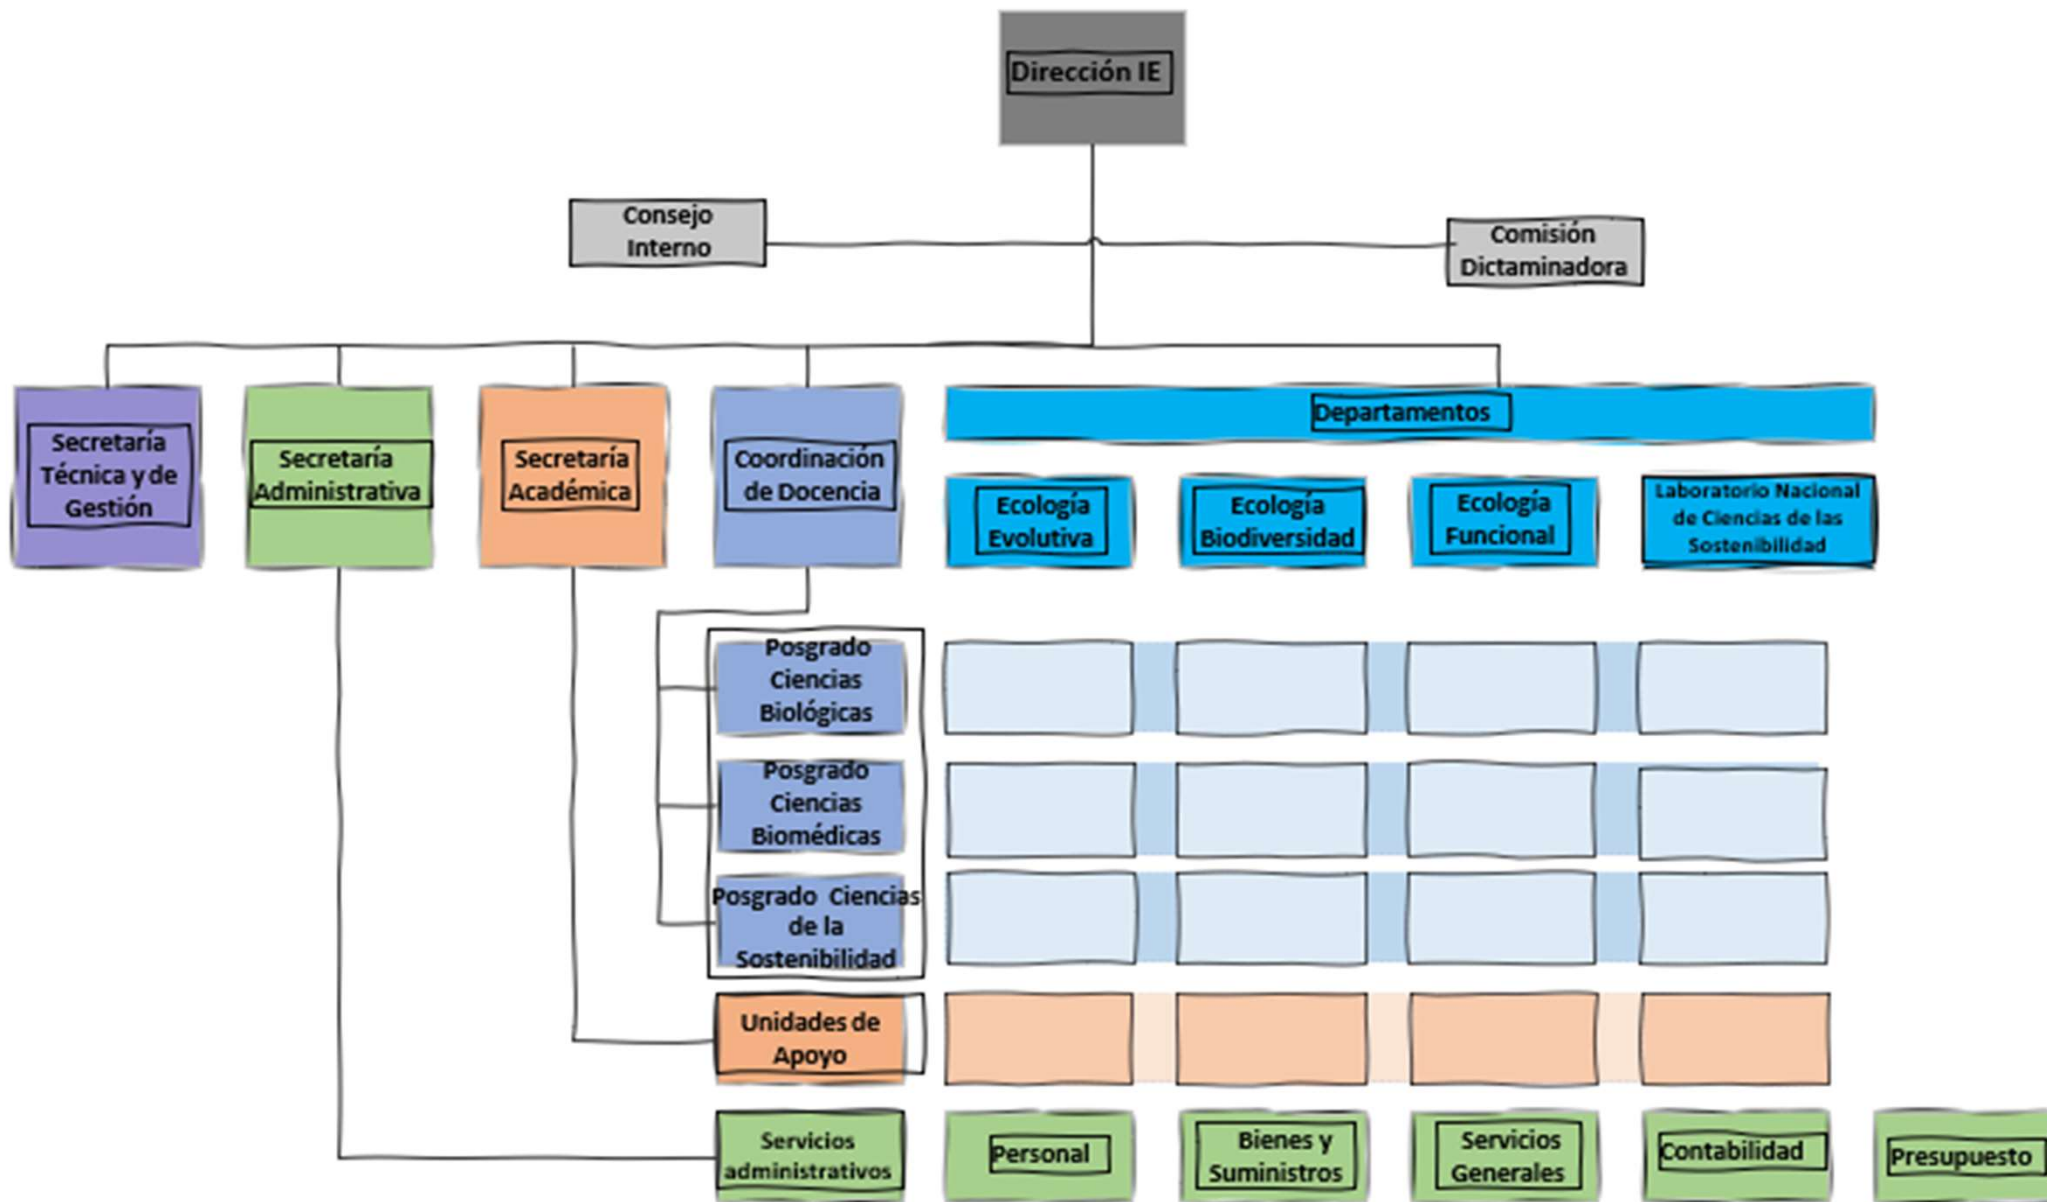 Dirección IE
Consejo
Interno
Comisión
Dictaminadora
Secretaría
Técnica y de
Gestión
Secretaría
Administrativa
Secretaría
Académica
Coordinación
de Docencia
Departamentos
Ecología
Evolutiva
Ecología
Biodiversidad
Ecología
Funcional
Laboratorio Nacional
de Ciencias de las
Sostenibilidad
Posgrado
Ciencias
Biológicas
Posgrado
Ciencias
Biomédicas
Posgrado Ciencias
de la
Sostenibilidad
Unidades de
Apoyo
Servicios
administrativos
Personal
Bienes y
Suministros
Servicios
Generales
Contabilidad
Presupuesto